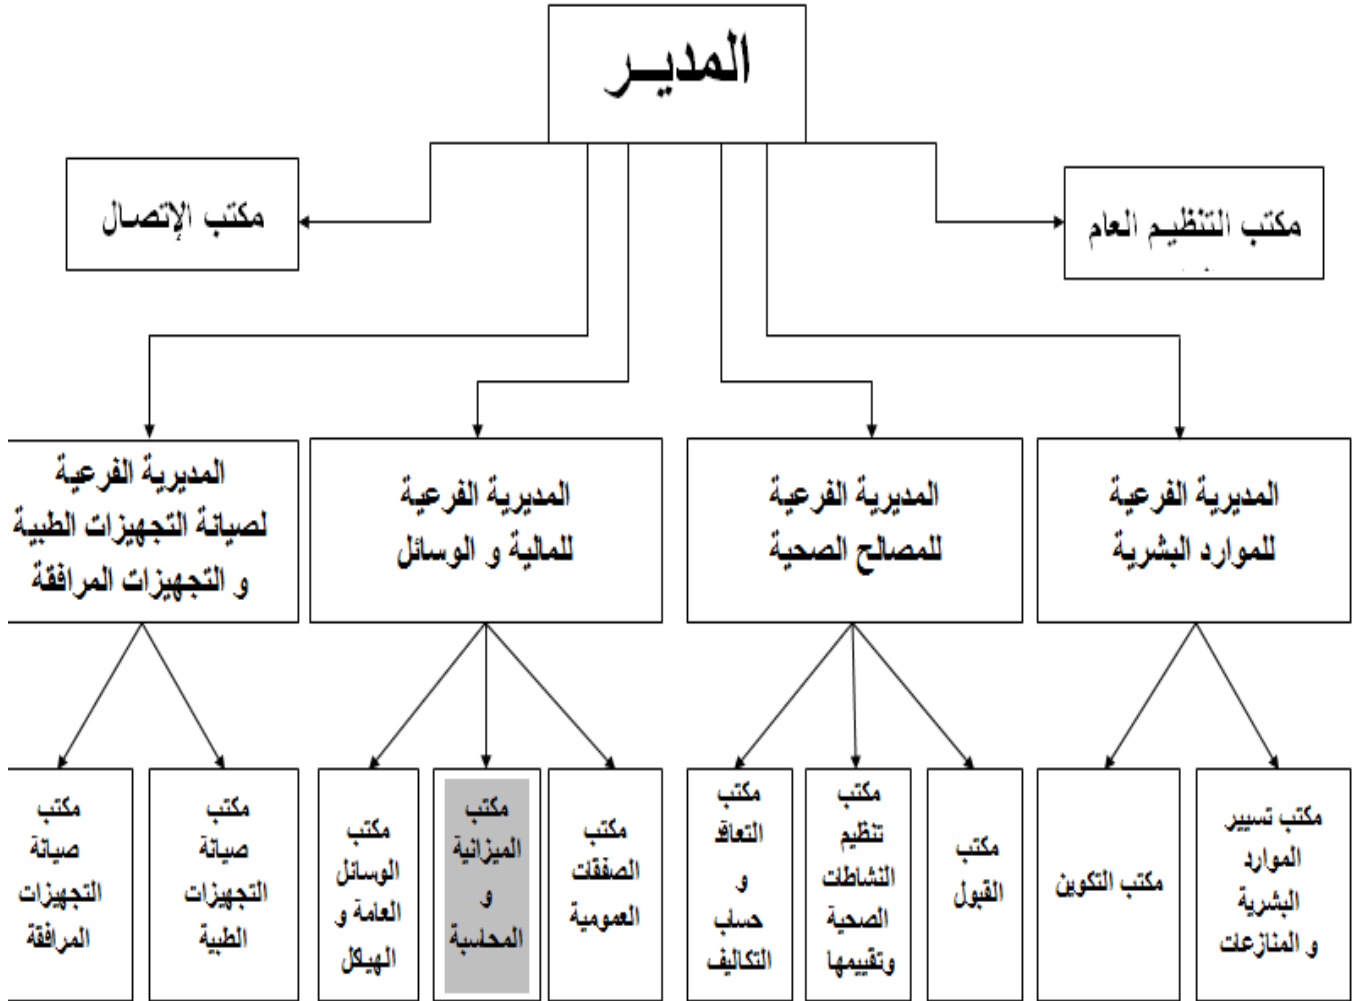 المديـر
مكتب التنظيم العام
مكتب الإتصال
المديرية الفرعية
للموارد البشرية
المديرية الفرعية
للمصالح الصحية
المديرية الفرعية
للمالية و الوسائل
المديرية الفرعية
لصيانة التجهيزات الطبية
و التجهيزات المرافقة
مكتب تسيير
الموارد
البشرية
و المنازعات
مكتب التكوين
مكتب
القبول
مكتب
تنظيم
النشاطات
الصحية
وتقييمها
مكتب
التعاقد
و
حساب
التكاليف
مكتب
الصفقات
العمومية
مكتب
الميزانية
و
المحاسبة
مكتب
الوسائل
العامة و
الهياكل
مكتب
صيانة
التجهيزات
الطبية
مكتب
صيانة
التجهيزات
المرافقة